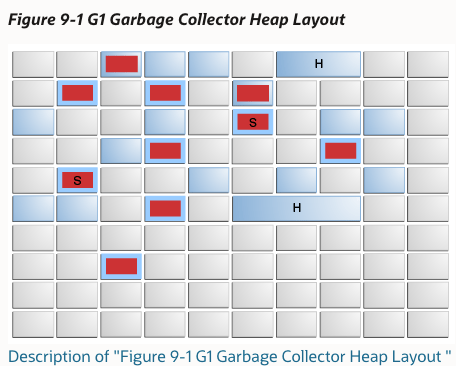 Figure 9-1 G1 Garbage Collector Heap Layout
H
S
S
H
Description of "Figure 9-1 G1 Garbage Collector Heap Layout "